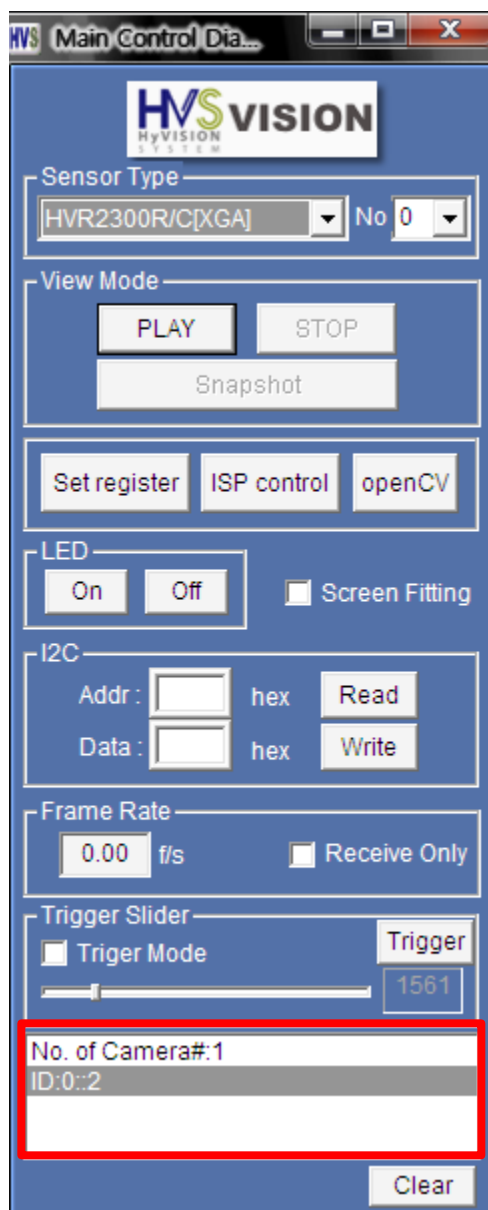 HVS Main Control Dia...
HVS VISION
HyVISION
SYSTEM
Sensor Type
HVR2300R/C[XGA] No 0
View Mode
PLAY STOP
Snapshot
Set register ISP control openCV
LED
On Off Screen Fitting
I2C
Addr : hex Read
Data : hex Write
Frame Rate
0.00 f/s Receive Only
Trigger Slider
Triger Mode Trigger
1561
No. of Camera#:1
ID:0::2
Clear